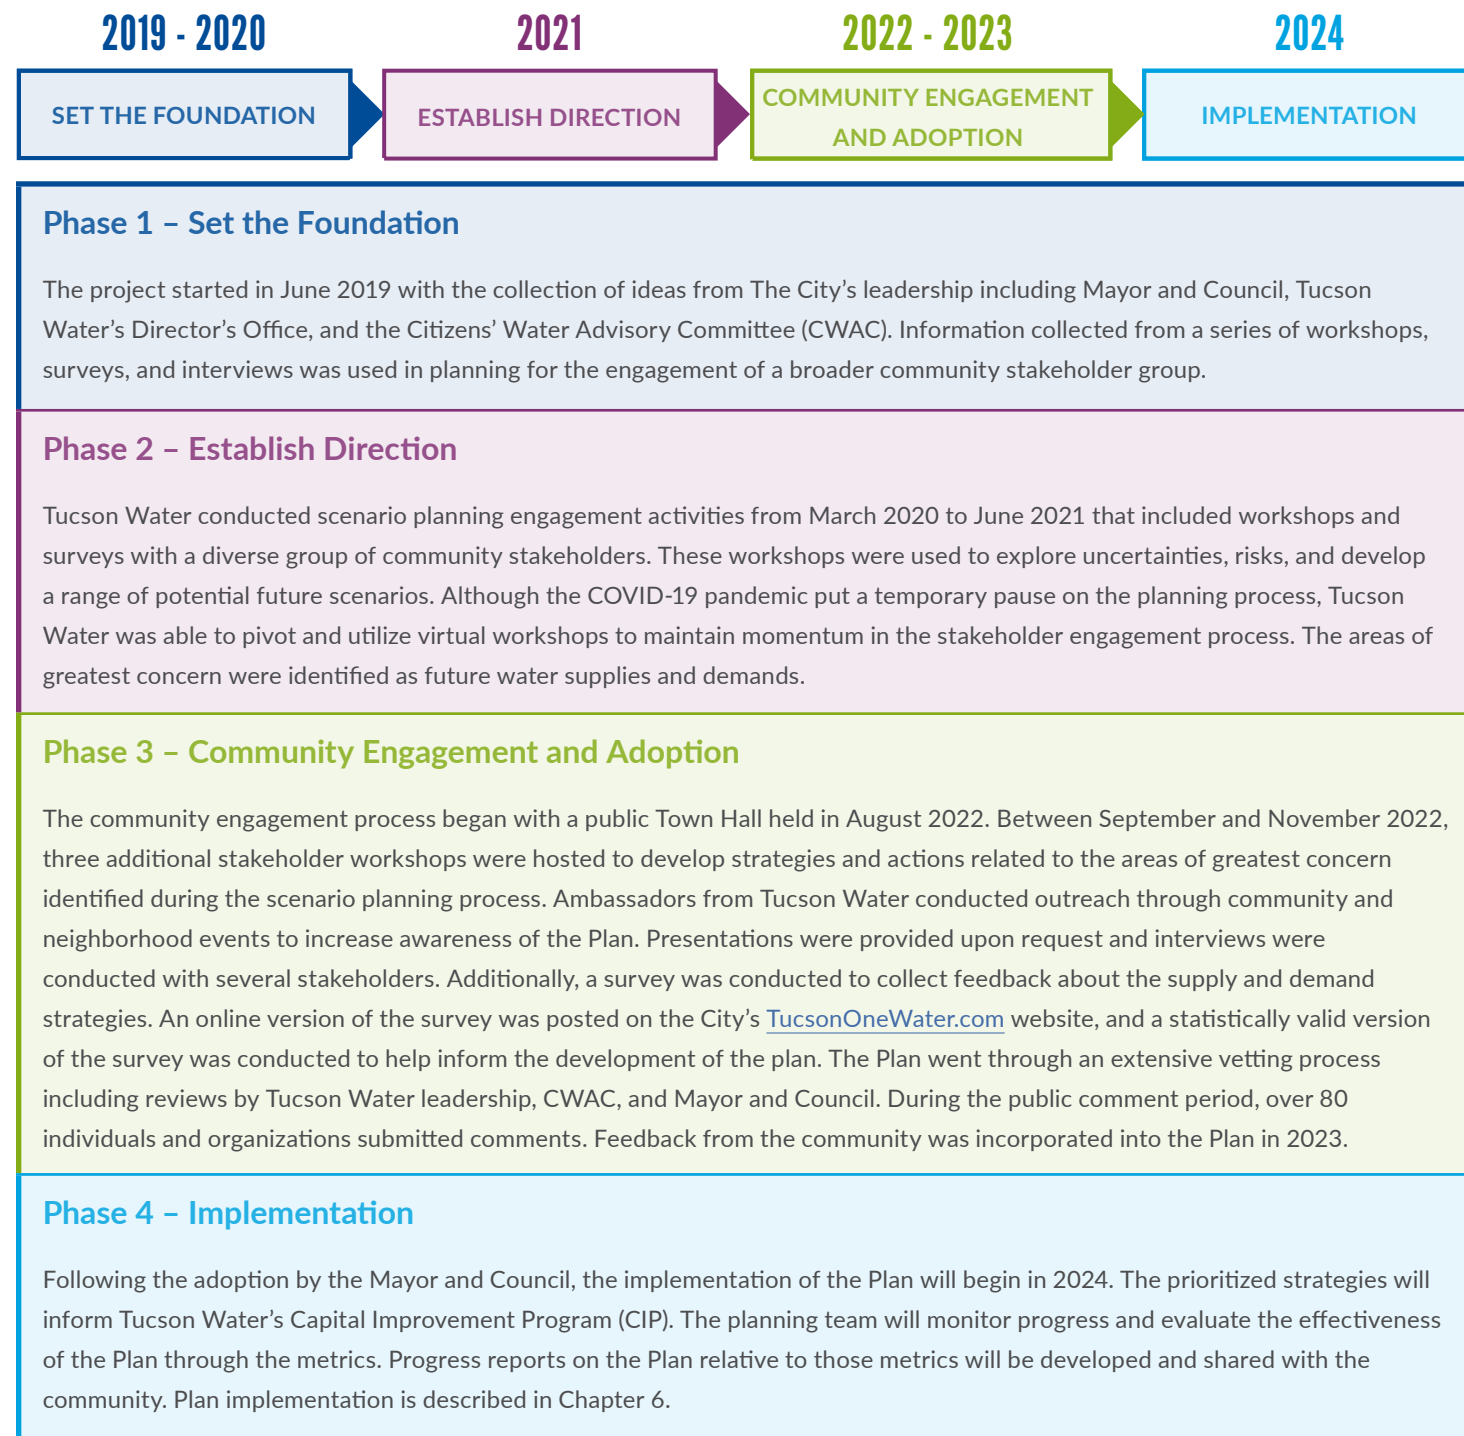 2019 - 2020
2021
2022 - 2023
2024
SET THE FOUNDATION
ESTABLISH DIRECTION
COMMUNITY ENGAGEMENT
AND ADOPTION
IMPLEMENTATION
Phase 1 – Set the Foundation
The project started in June 2019 with the collection of ideas from The City’s leadership including Mayor and Council, Tucson
Water’s Director’s Office, and the Citizens’ Water Advisory Committee (CWAC). Information collected from a series of workshops,
surveys, and interviews was used in planning for the engagement of a broader community stakeholder group.
Phase 2 – Establish Direction
Tucson Water conducted scenario planning engagement activities from March 2020 to June 2021 that included workshops and
surveys with a diverse group of community stakeholders. These workshops were used to explore uncertainties, risks, and develop
a range of potential future scenarios. Although the COVID-19 pandemic put a temporary pause on the planning process, Tucson
Water was able to pivot and utilize virtual workshops to maintain momentum in the stakeholder engagement process. The areas of
greatest concern were identified as future water supplies and demands.
Phase 3 – Community Engagement and Adoption
The community engagement process began with a public Town Hall held in August 2022. Between September and November 2022,
three additional stakeholder workshops were hosted to develop strategies and actions related to the areas of greatest concern
identified during the scenario planning process. Ambassadors from Tucson Water conducted outreach through community and
neighborhood events to increase awareness of the Plan. Presentations were provided upon request and interviews were
conducted with several stakeholders. Additionally, a survey was conducted to collect feedback about the supply and demand
strategies. An online version of the survey was posted on the City’s TucsonOneWater.com website, and a statistically valid version
of the survey was conducted to help inform the development of the plan. The Plan went through an extensive vetting process
including reviews by Tucson Water leadership, CWAC, and Mayor and Council. During the public comment period, over 80
individuals and organizations submitted comments. Feedback from the community was incorporated into the Plan in 2023.
Phase 4 – Implementation
Following the adoption by the Mayor and Council, the implementation of the Plan will begin in 2024. The prioritized strategies will
inform Tucson Water’s Capital Improvement Program (CIP). The planning team will monitor progress and evaluate the effectiveness
of the Plan through the metrics. Progress reports on the Plan relative to those metrics will be developed and shared with the
community. Plan implementation is described in Chapter 6.